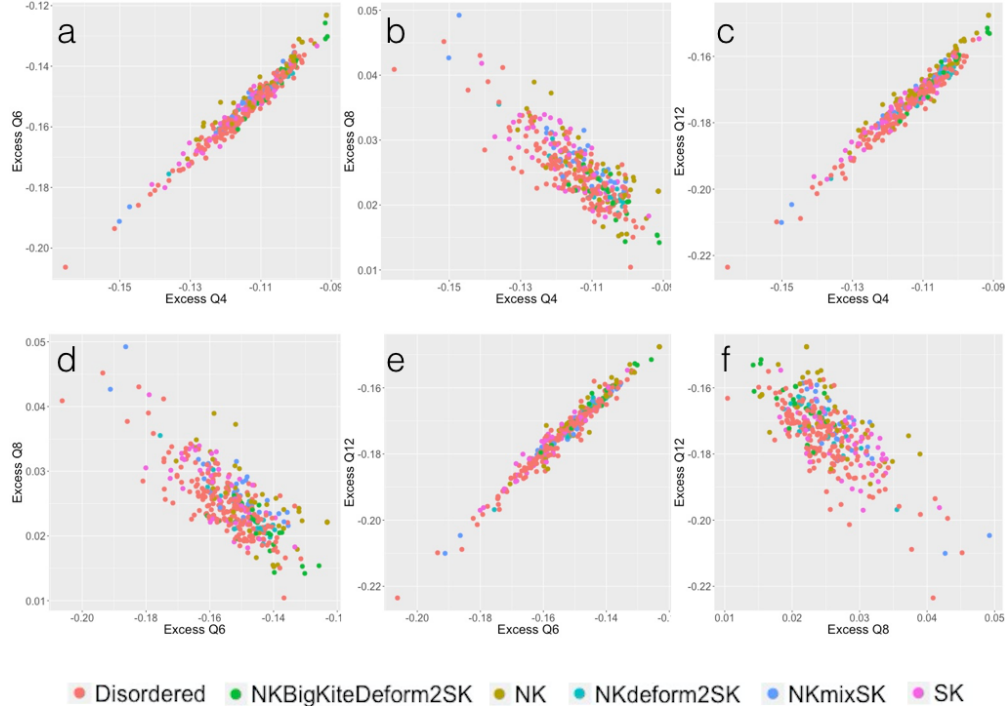 a
-0.12
-0.14
-0.16
-0.18
-0.20
Excess Q6
-0.15 -0.13 -0.11 -0.09
Excess Q4
b
0.05
0.04
0.03
0.02
0.01
Excess Q8
-0.15 -0.13 -0.11 -0.09
Excess Q4
c
-0.16
-0.18
-0.20
-0.22
Excess Q12
-0.15 -0.13 -0.11 -0.09
Excess Q4
d
0.05
0.04
0.03
0.02
0.01
Excess Q8
-0.20 -0.18 -0.16 -0.14 -0.1
Excess Q6
e
-0.16
-0.18
-0.20
-0.22
Excess Q12
-0.20 -0.18 -0.16 -0.14
Excess Q6
f
-0.16
-0.18
-0.20
-0.22
Excess Q12
0.01 0.02 0.03 0.04 0.05
Excess Q8
Disordered NKBigKiteDeform2SK NK NKdeform2SK NKmixSK SK